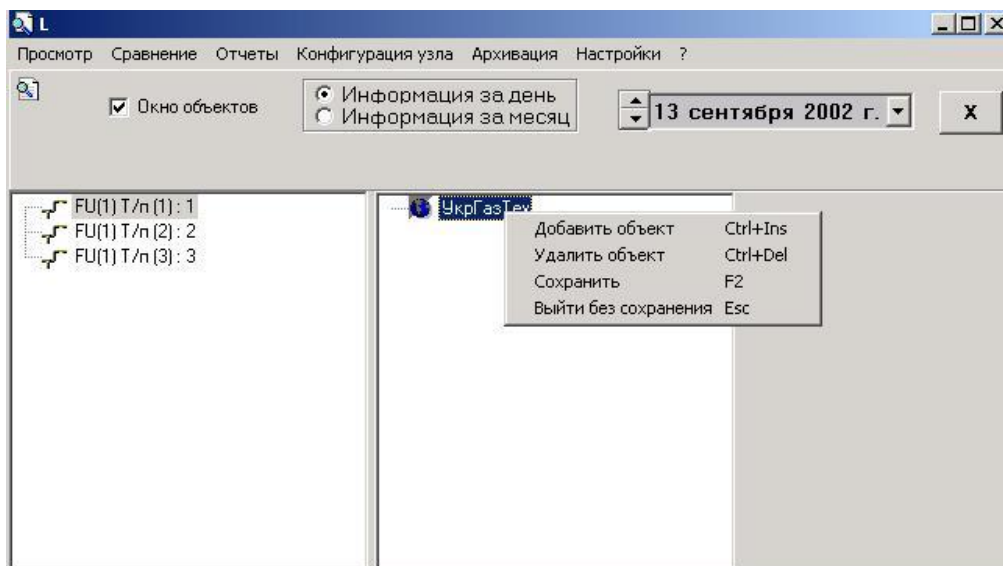 L
Просмотр Сравнение Отчеты Конфигурация узла Архивация Настройки ?
Окно объектов
Информация за день
Информация за месяц
13 сентября 2002 г.
X
FU(1) Т/п (1) : 1
FU(1) Т/п (2) : 2
FU(1) Т/п (3) : 3
УкрГазТех
Добавить объект Ctrl+Ins
Удалить объект Ctrl+Del
Сохранить F2
Выйти без сохранения Esc